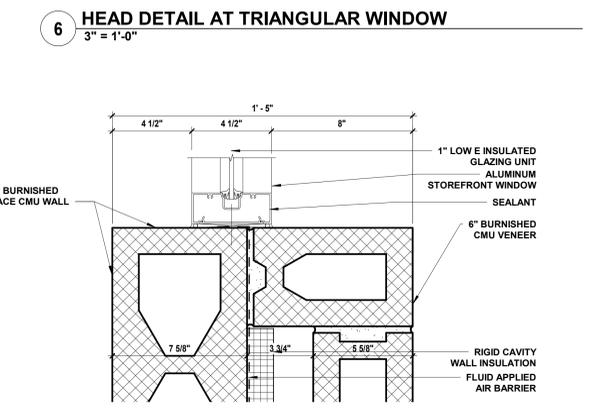 6
HEAD DETAIL AT TRIANGULAR WINDOW
3" = 1'-0"
1' - 5"
4 1/2" 4 1/2" 8"
1" LOW E INSULATED
GLAZING UNIT
ALUMINUM
STOREFRONT WINDOW
SEALANT
BURNISHED
ACE CMU WALL
6" BURNISHED
CMU VENEER
7 5/8" 3 3/4" 5 5/8"
RIGID CAVITY
WALL INSULATION
FLUID APPLIED
AIR BARRIER